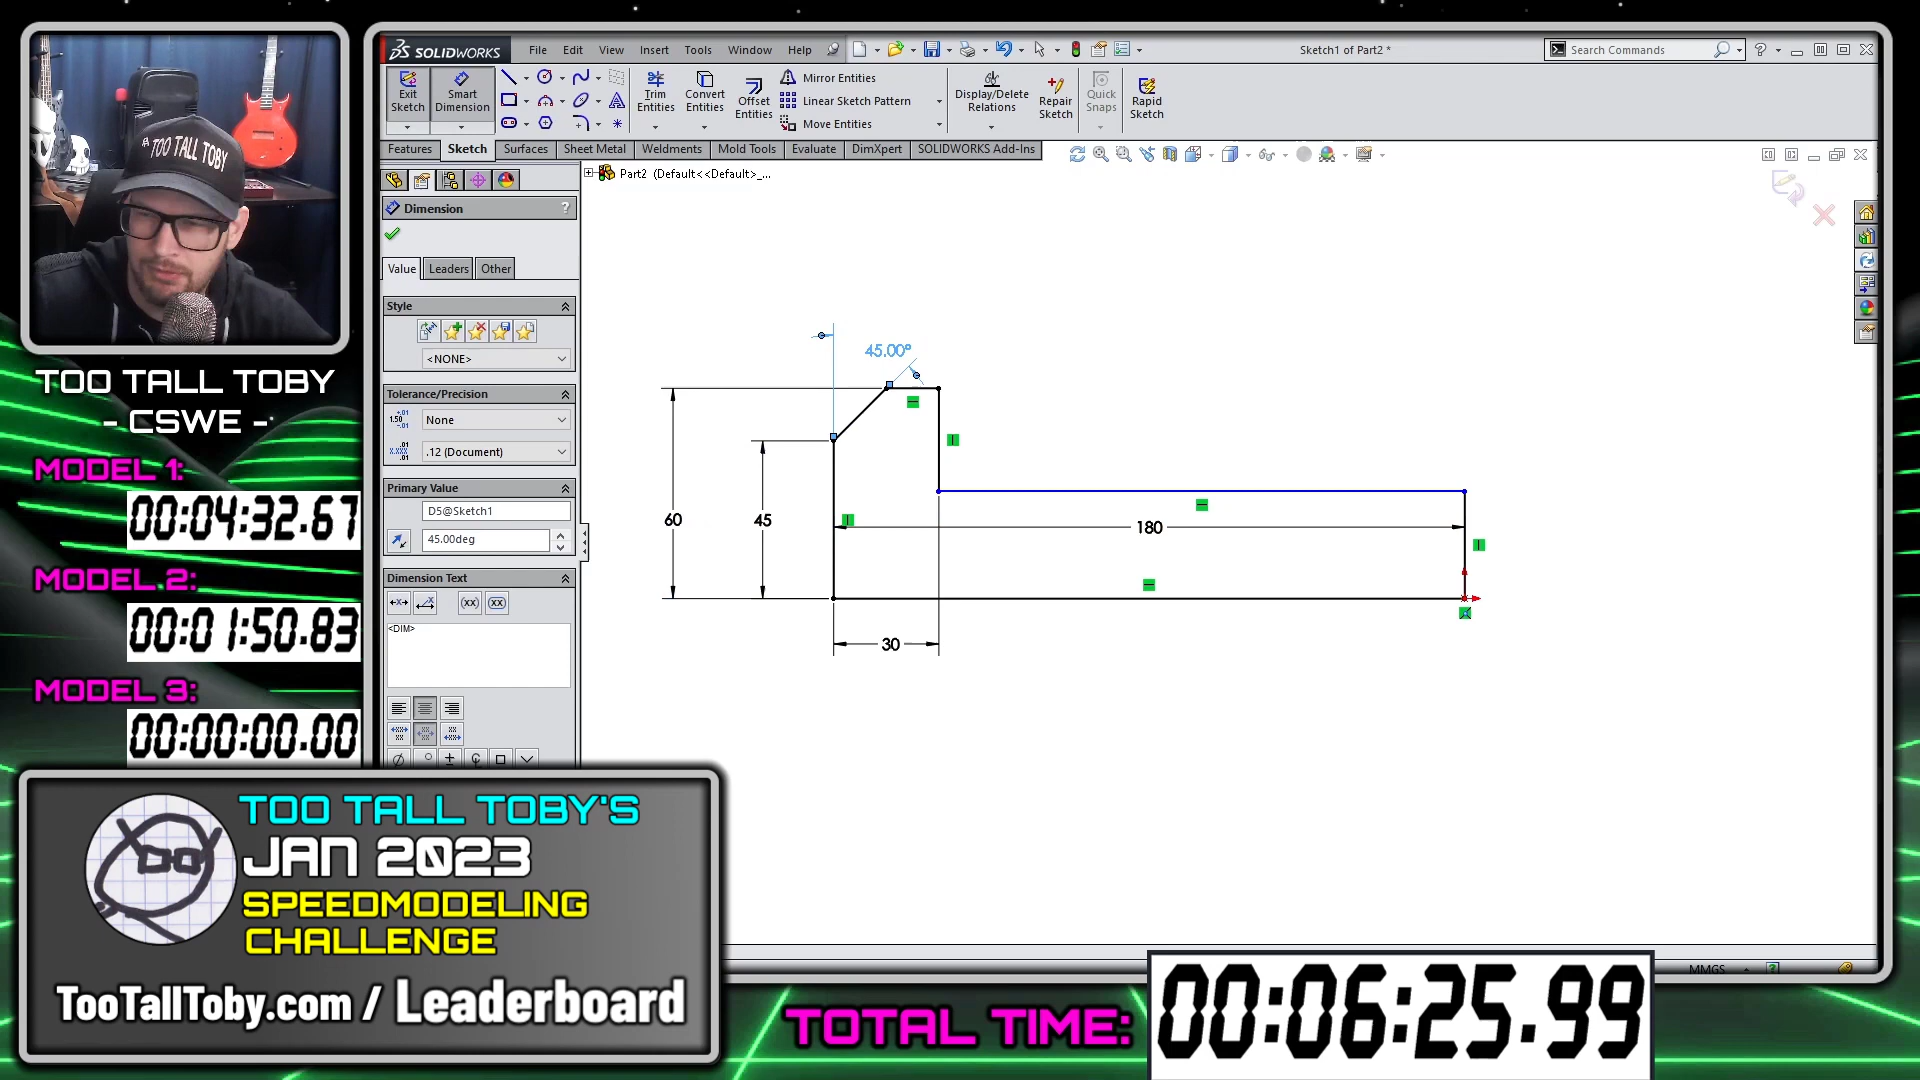 SOLIDWORKS
File Edit View Insert Tools Window Help
Sketch1 of Part2 *
Search Commands
Exit Sketch
Smart Dimension
Trim Entities
Convert Entities
Offset Entities
Mirror Entities
Linear Sketch Pattern
Move Entities
Display/Delete Relations
Repair Sketch
Quick Snaps
Rapid Sketch
Features Sketch Surfaces Sheet Metal Weldments Mold Tools Evaluate DimXpert SOLIDWORKS Add-Ins
Part2 (Default<<Default>_...
Dimension ?
Value Leaders Other
Style
<NONE>
Tolerance/Precision
None
.12 (Document)
Primary Value
D5@Sketch1
45.00deg
Dimension Text
<DIM>
45.00°
60
45
180
30
MMGS
TOO TALL TOBY
TOO TALL TOBY
- CSWE -
MODEL 1:
00:04:32.67
MODEL 2:
00:01:50.83
MODEL 3:
00:00:00.00
TOO TALL TOBY'S
JAN 2023
SPEEDMODELING
CHALLENGE
TooTallToby.com / Leaderboard
TOTAL TIME:
00:06:25.99